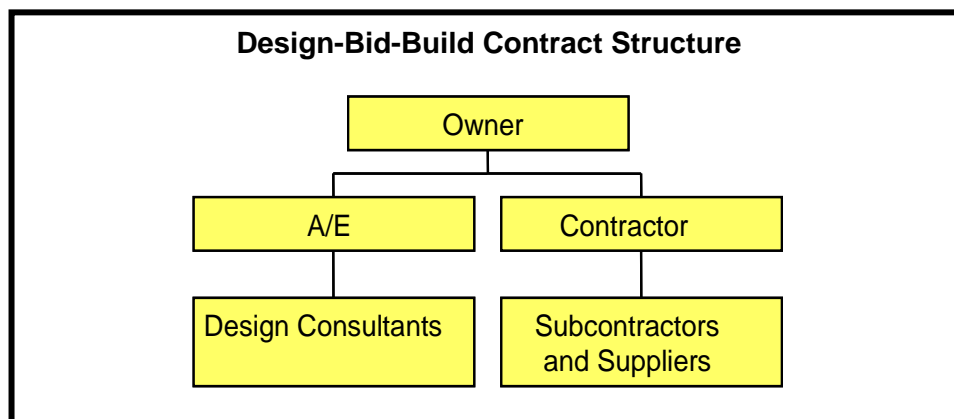 Design-Bid-Build Contract Structure
Owner
A/E
Contractor
Design Consultants
Subcontractors
and Suppliers